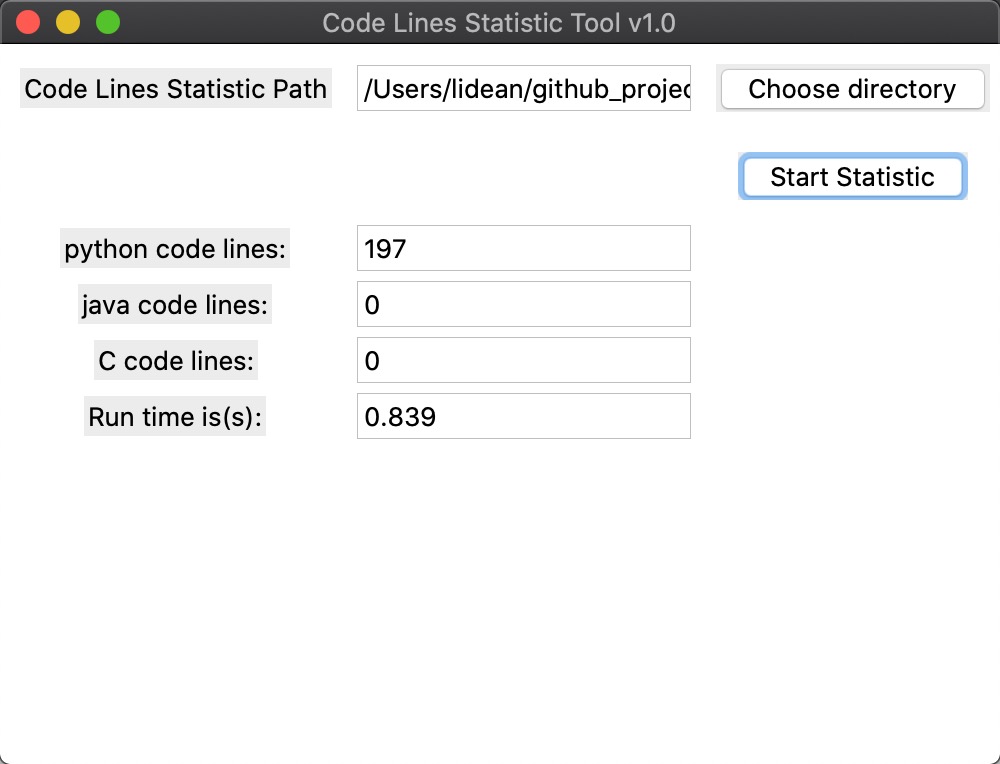 Code Lines Statistic Tool v1.0
Code Lines Statistic Path /Users/lidean/github_projec Choose directory
Start Statistic
python code lines: 197
java code lines: 0
C code lines: 0
Run time is(s): 0.839